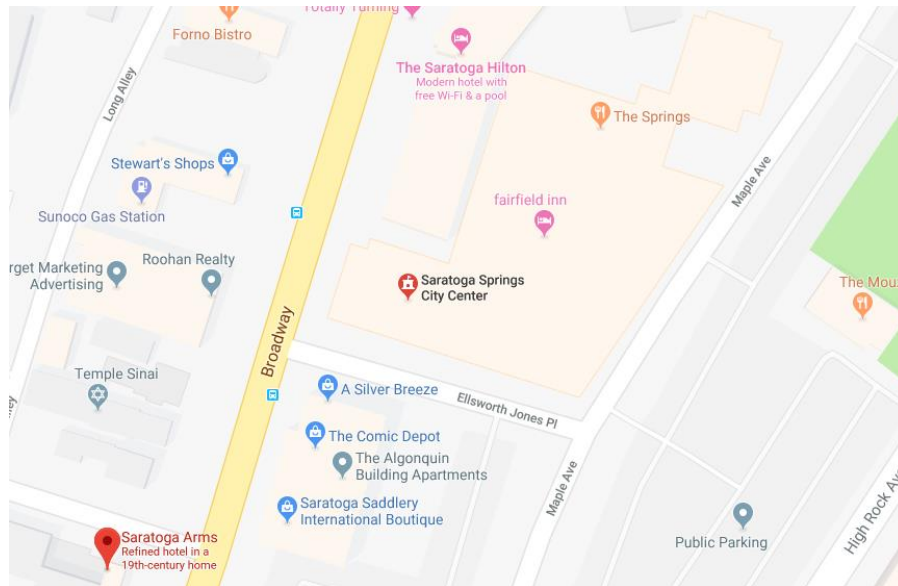 Totally Turning
Forno Bistro
Long Alley
The Saratoga Hilton
Modern hotel with
free Wi-Fi & a pool
The Springs
Maple Ave
Stewart's Shops
Sunoco Gas Station
fairfield inn
Roohan Realty
rget Marketing
Advertising
Saratoga Springs
City Center
The Mou
Broadway
Temple Sinai
A Silver Breeze
Ellsworth Jones Pl
lley
The Comic Depot
The Algonquin
Building Apartments
Maple Ave
Saratoga Saddlery
International Boutique
Public Parking
High Rock Av
Saratoga Arms
Refined hotel in a
19th-century home